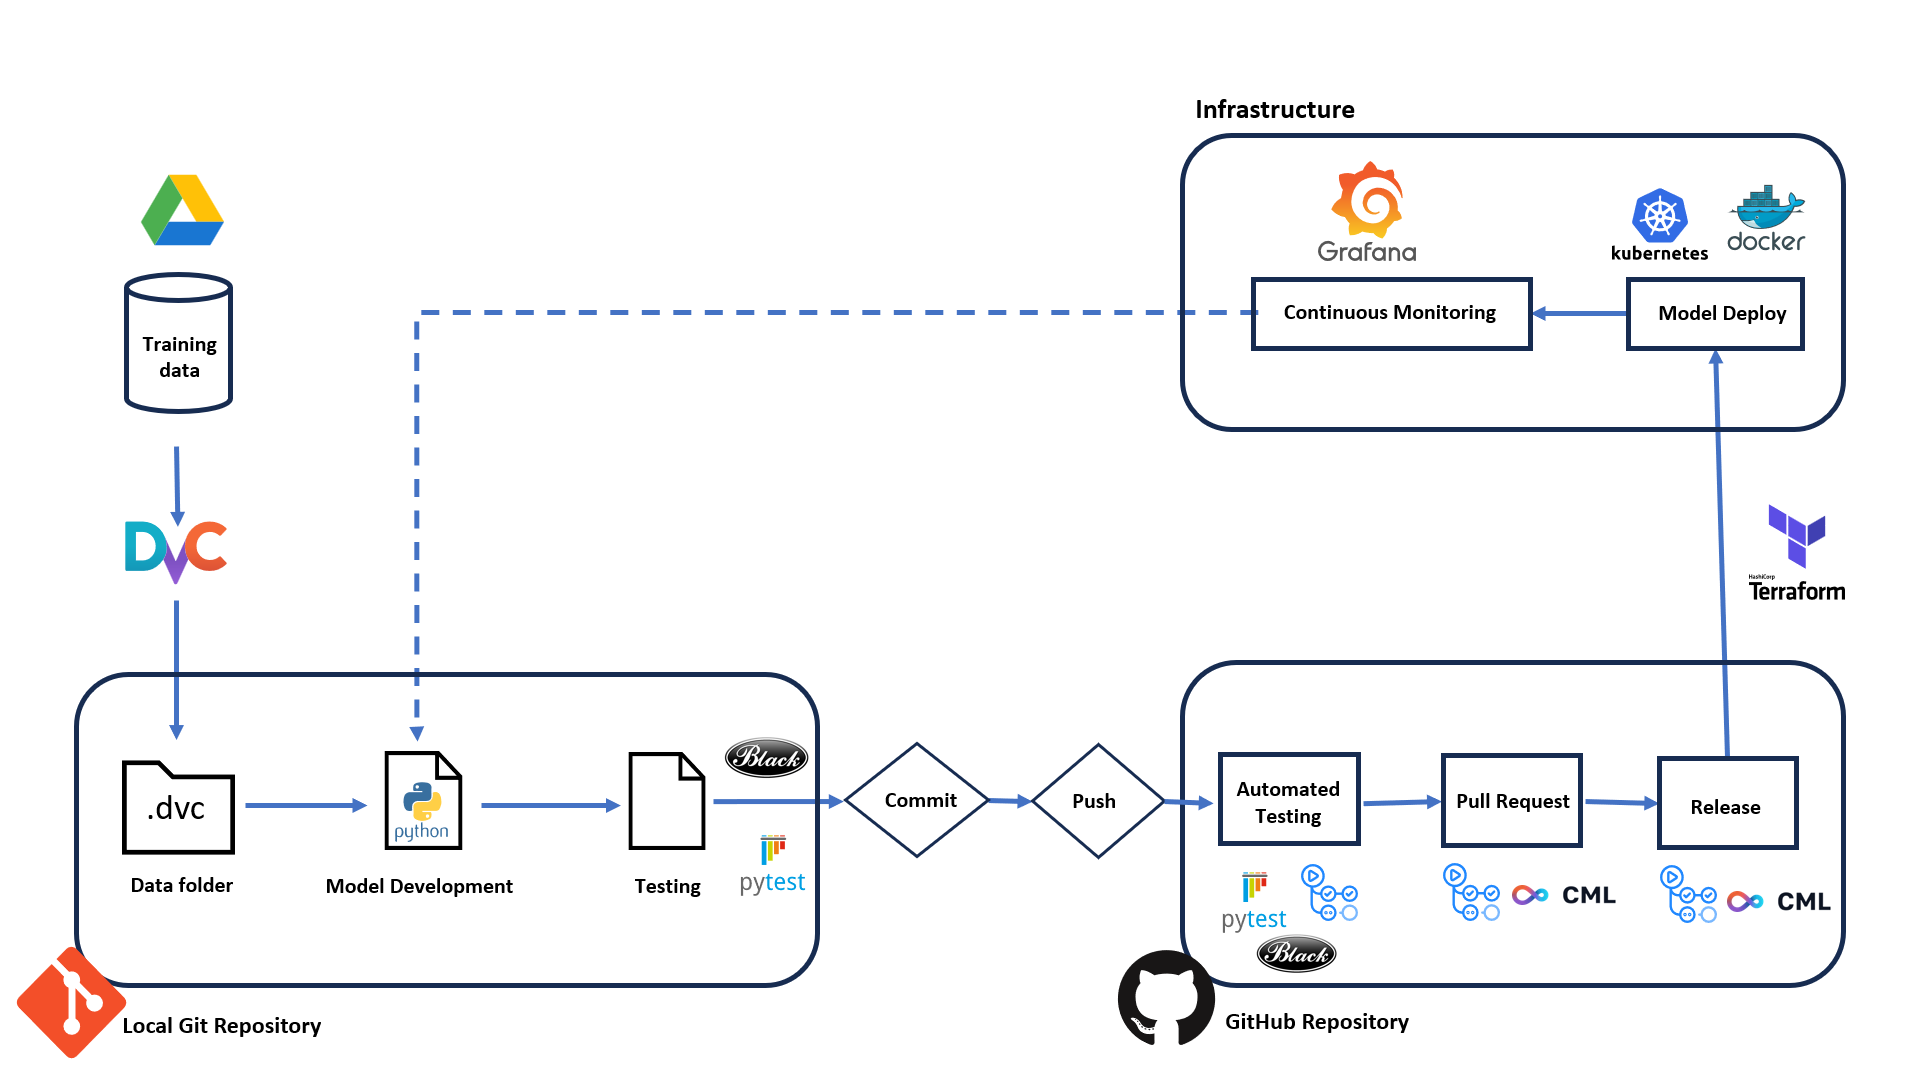 Infrastructure
Grafana
kubernetes
docker
Continuous Monitoring
Model Deploy
Training
data
DVC
HashiCorp
Terraform
.dvc
python
Black
pytest
Data folder
Model Development
Testing
Commit
Push
Automated
Testing
Pull Request
Release
pytest
Black
CML
CML
Local Git Repository
GitHub Repository